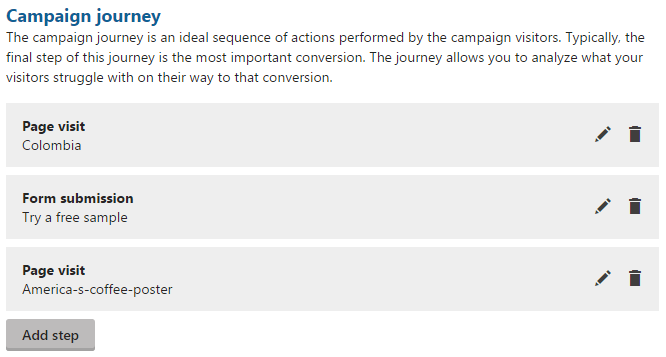 Campaign journey
The campaign journey is an ideal sequence of actions performed by the campaign visitors. Typically, the
final step of this journey is the most important conversion. The journey allows you to analyze what your
visitors struggle with on their way to that conversion.
Page visit
Colombia
Form submission
Try a free sample
Page visit
America-s-coffee-poster
Add step